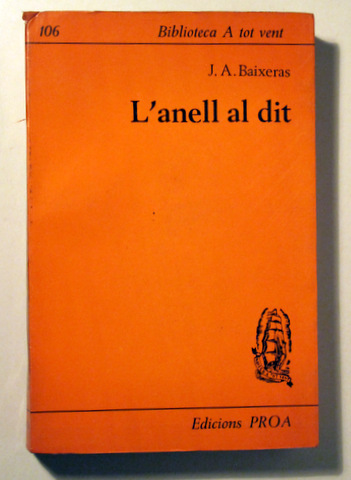 106 Biblioteca A tot vent
J. A. Baixeras
L'anell al dit
Edicions PROA